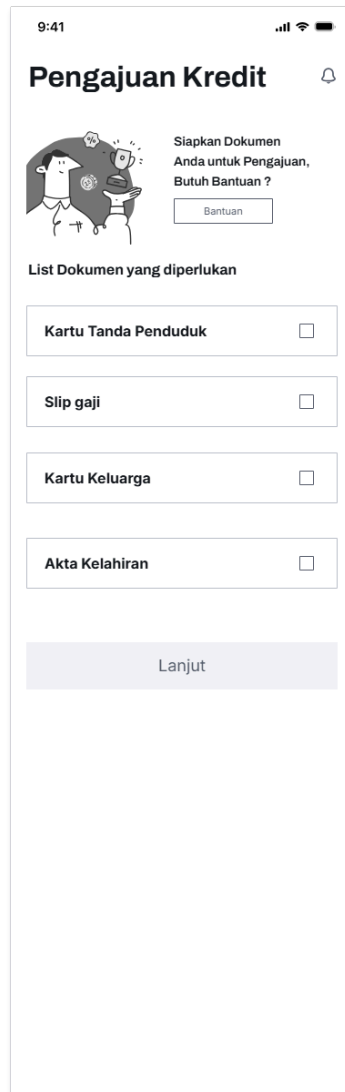 9:41
Pengajuan Kredit
%
Siapkan Dokumen
Anda untuk Pengajuan,
Butuh Bantuan ?
Bantuan
List Dokumen yang diperlukan
Kartu Tanda Penduduk
Slip gaji
Kartu Keluarga
Akta Kelahiran
Lanjut